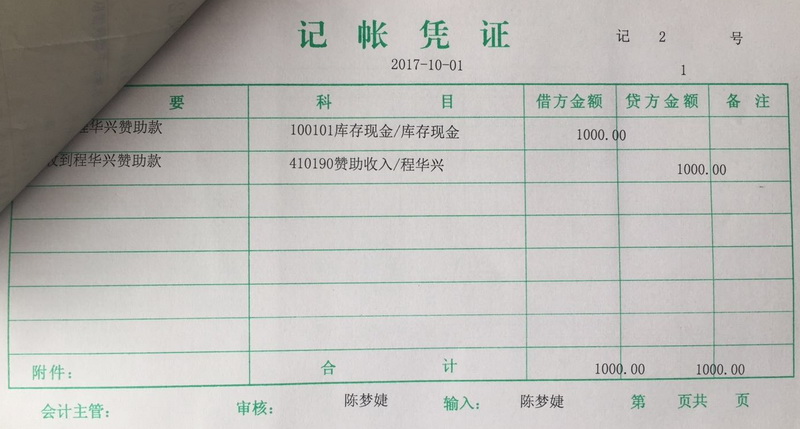 记帐凭证
记 2 号
2017-10-01
1
要 科目 借方金额 贷方金额 备注
程华兴赞助款 100101库存现金/库存现金 1000.00
收到程华兴赞助款 410190赞助收入/程华兴 1000.00
附件： 合计 1000.00 1000.00
会计主管： 审核： 陈梦婕 输入： 陈梦婕 第 页共 页